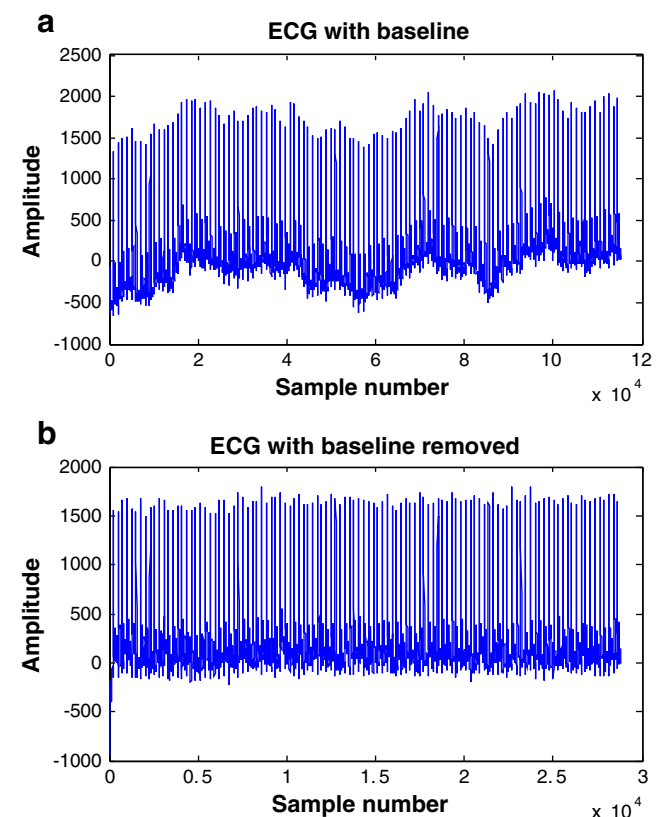 a
ECG with baseline
2500
2000
1500
1000
500
0
-500
-1000
Amplitude
0 2 4 6 8 10 12
Sample number
x 10^4
b
ECG with baseline removed
2000
1500
1000
500
0
-500
-1000
Amplitude
0 0.5 1 1.5 2 2.5 3
Sample number
x 10^4